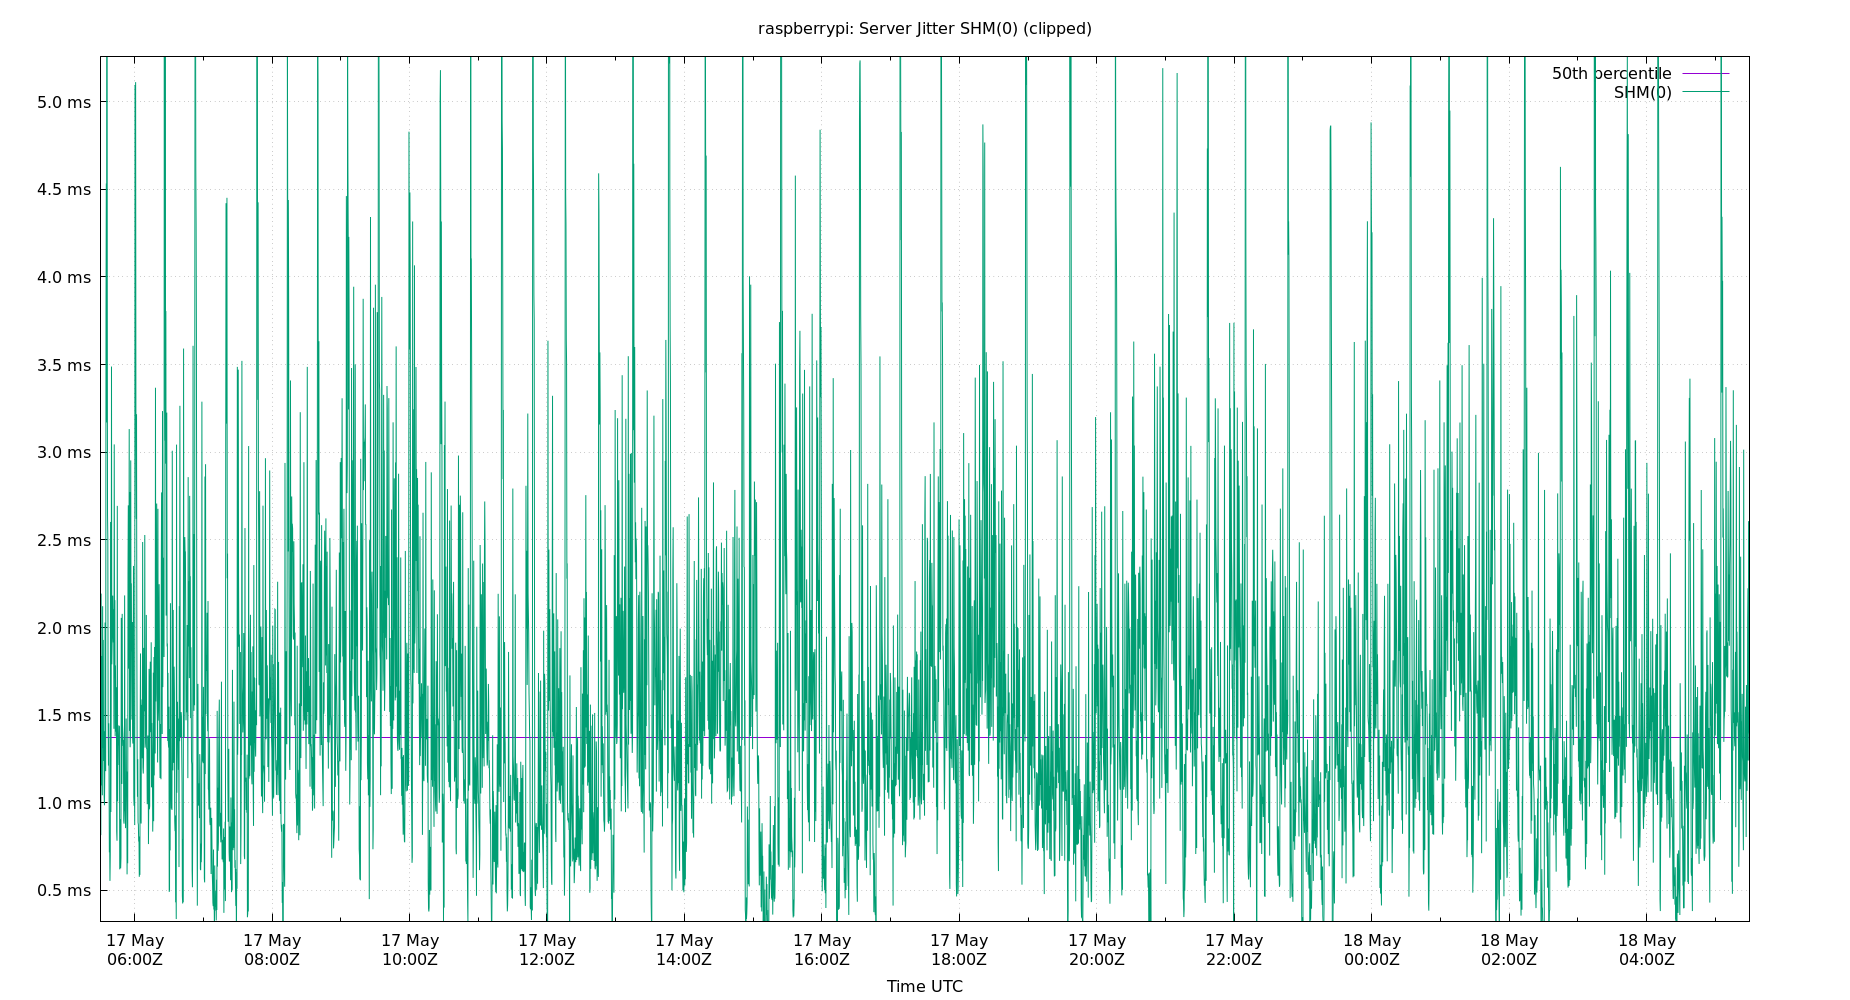 raspberrypi: Server Jitter SHM(0) (clipped)
50th percentile
SHM(0)
5.0 ms
4.5 ms
4.0 ms
3.5 ms
3.0 ms
2.5 ms
2.0 ms
1.5 ms
1.0 ms
0.5 ms
17 May 17 May 17 May 17 May 17 May 17 May 17 May 17 May 17 May 18 May 18 May 18 May
06:00Z 08:00Z 10:00Z 12:00Z 14:00Z 16:00Z 18:00Z 20:00Z 22:00Z 00:00Z 02:00Z 04:00Z
Time UTC